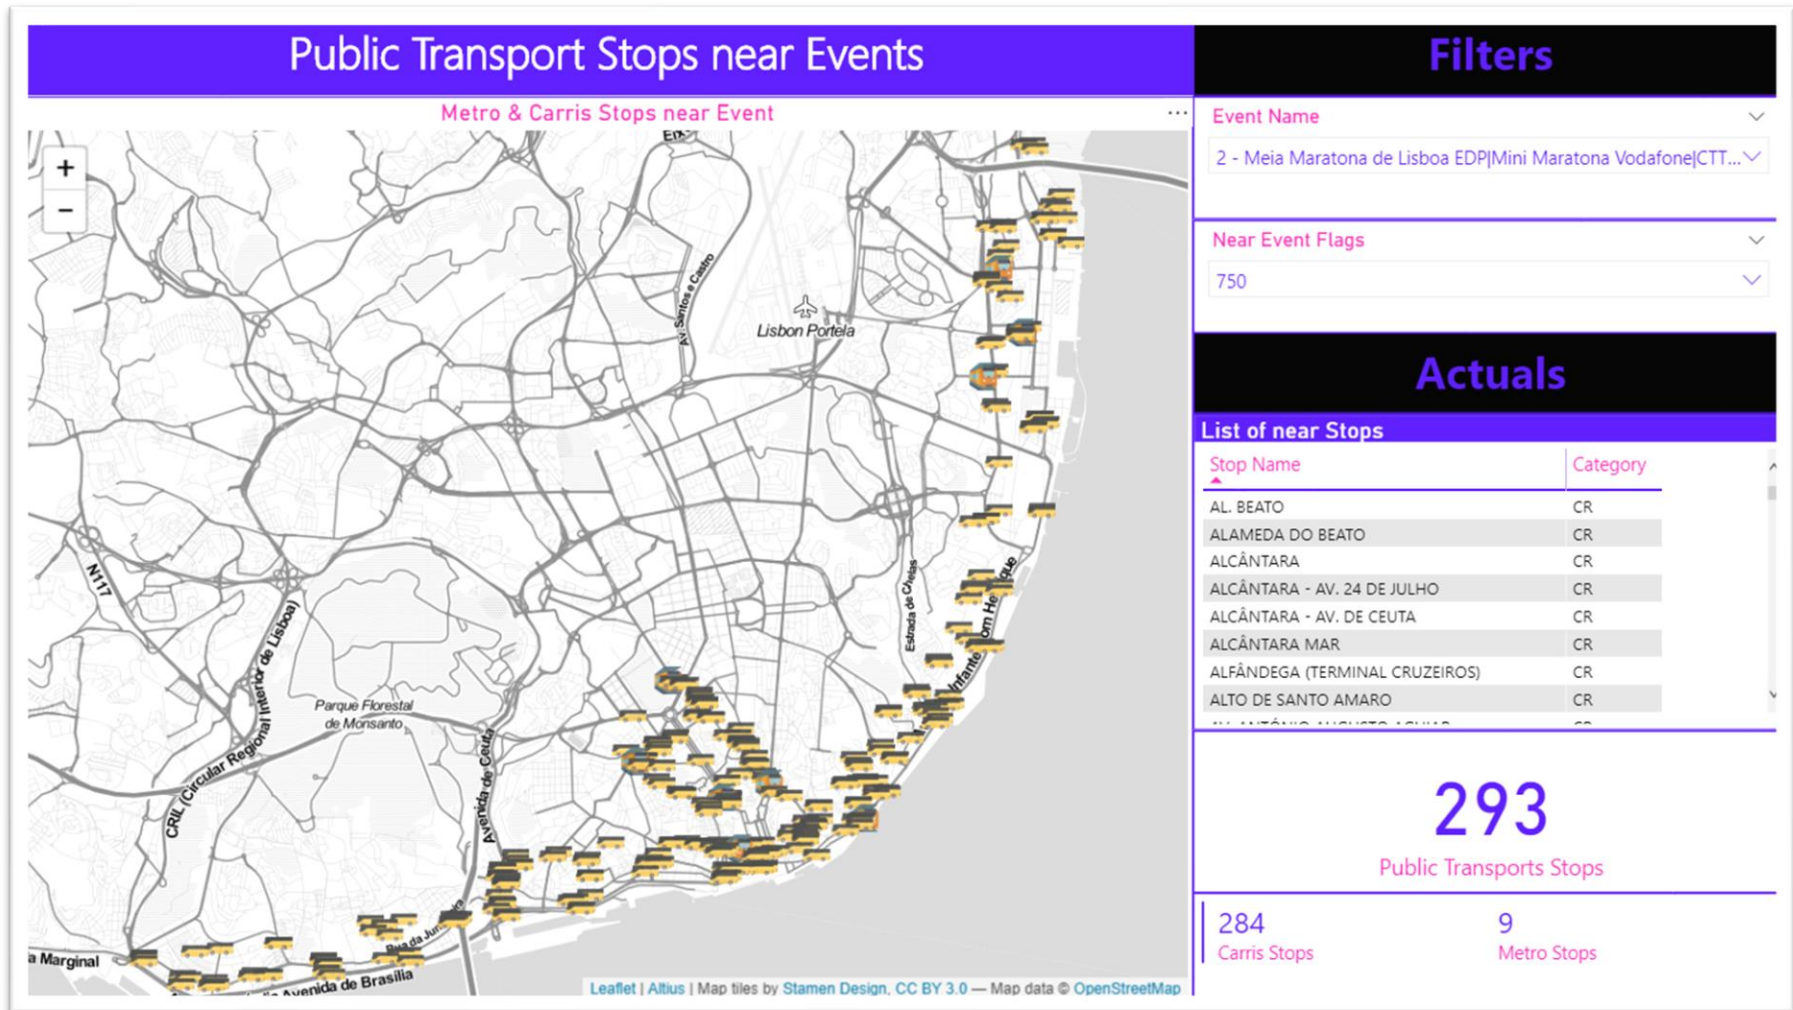 Public Transport Stops near Events
Metro & Carris Stops near Event
...
+
−
Av. Santos e Castro
Lisbon Portela
N117
CRIL (Circular Regional Interior de Lisboa)
Parque Florestal
de Monsanto
Avenida de Ceuta
Infante
Rua da
a Marginal
Avenida de Brasília
Leaflet | Altius | Map tiles by Stamen Design, CC BY 3.0 — Map data © OpenStreetMap
Filters
Event Name
2 - Meia Maratona de Lisboa EDP|Mini Maratona Vodafone|CTT...
Near Event Flags
750
Actuals
List of near Stops
Stop Name Category
AL. BEATO CR
ALAMEDA DO BEATO CR
ALCÂNTARA CR
ALCÂNTARA - AV. 24 DE JULHO CR
ALCÂNTARA - AV. DE CEUTA CR
ALCÂNTARA MAR CR
ALFÂNDEGA (TERMINAL CRUZEIROS) CR
ALTO DE SANTO AMARO CR
293
Public Transports Stops
284 9
Carris Stops Metro Stops